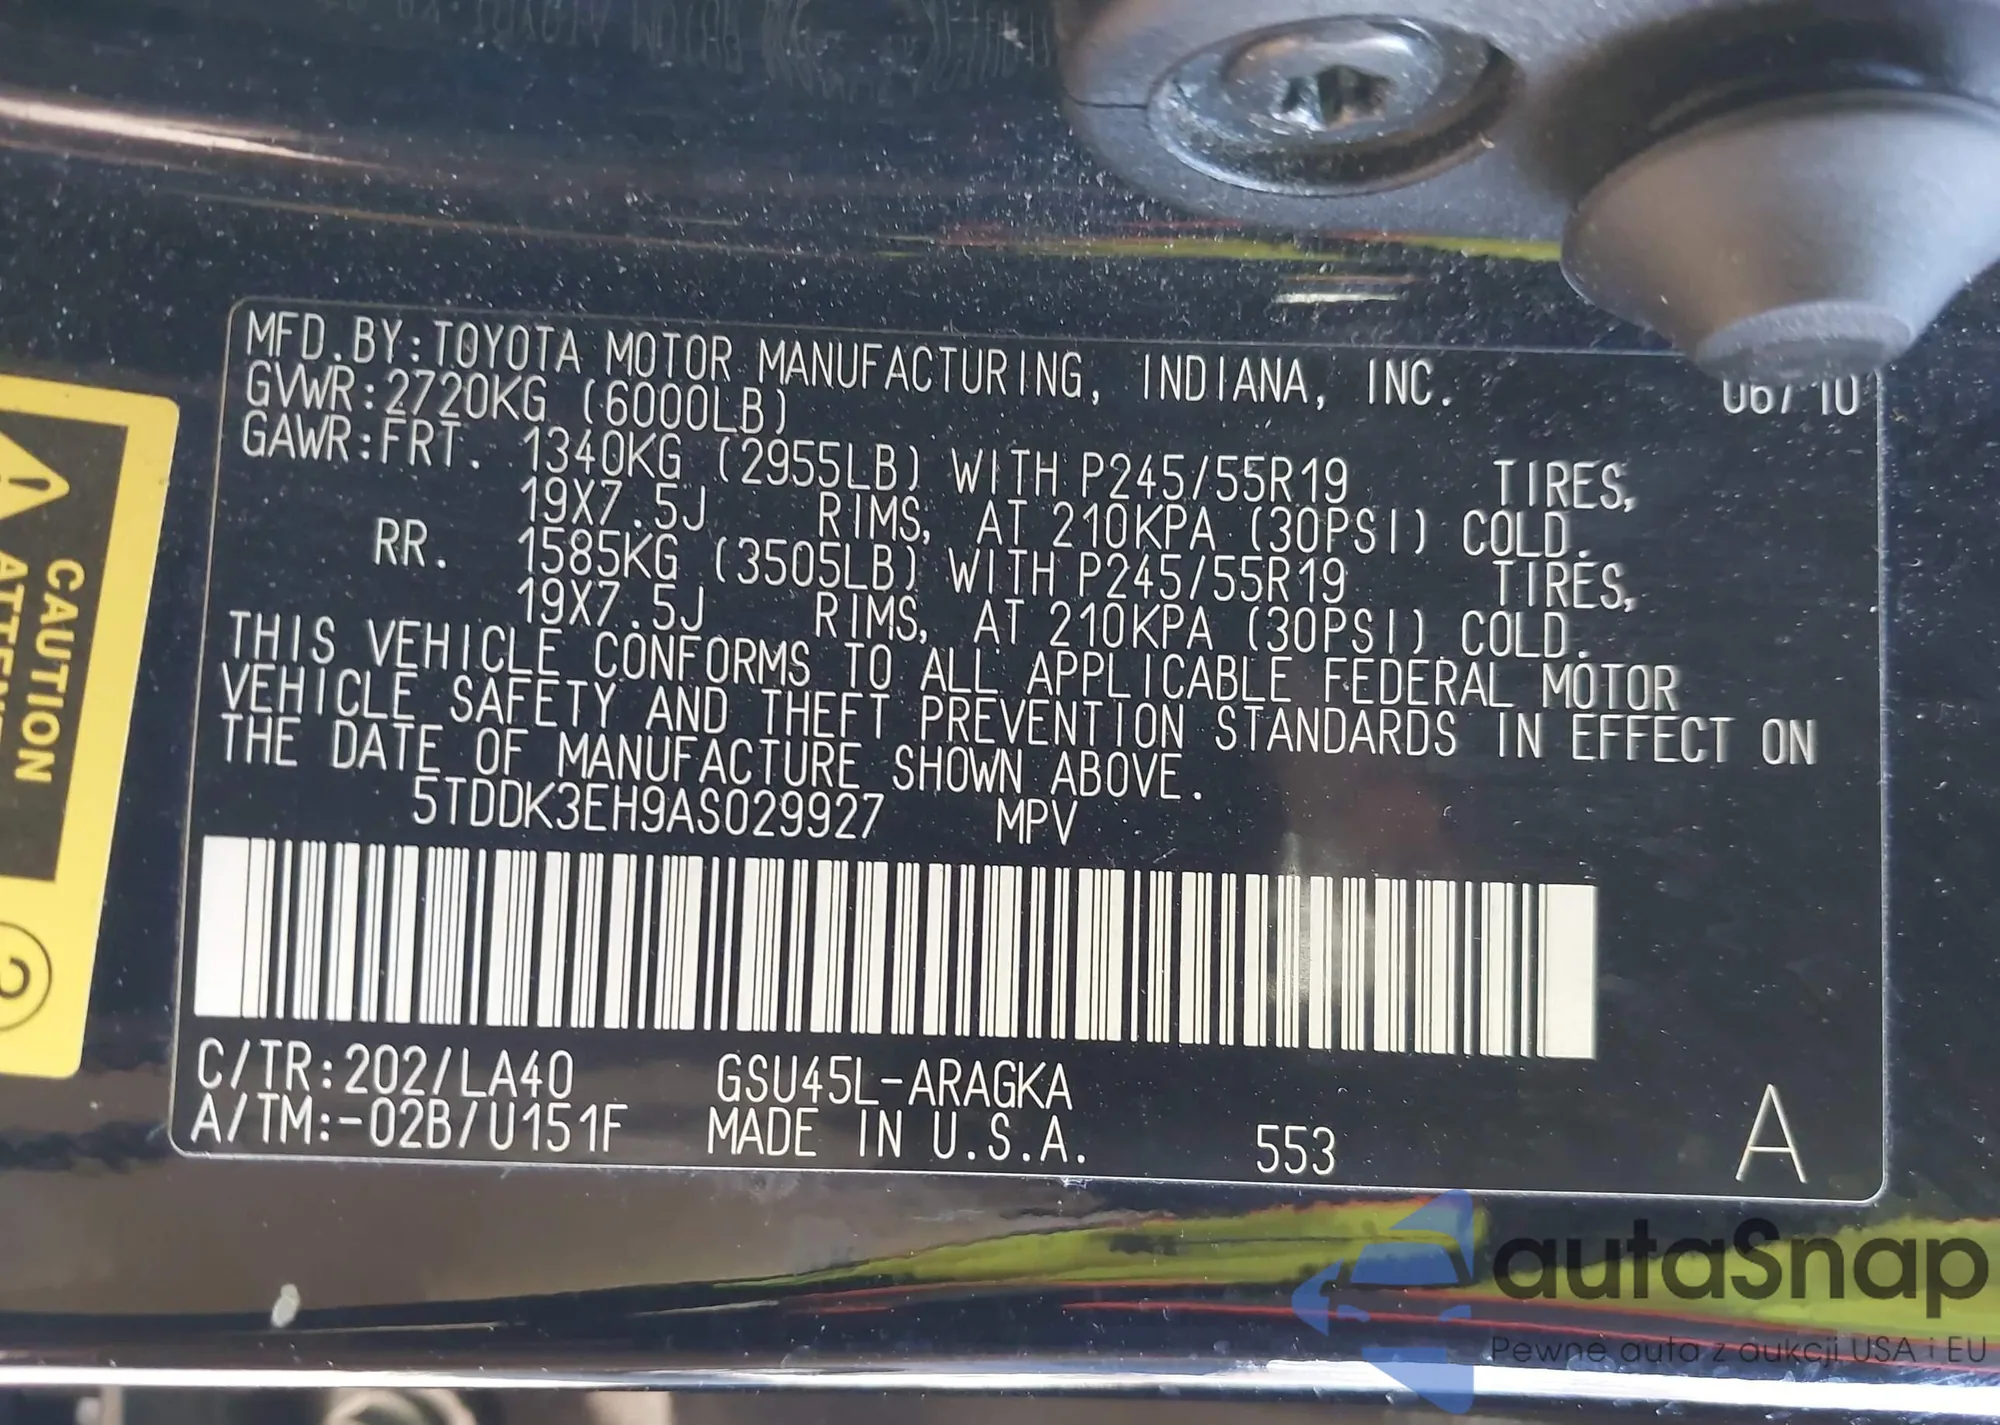 MFD.BY:TOYOTA MOTOR MANUFACTURING, INDIANA, INC. 06/10
GVWR:2720KG (6000LB)
GAWR:FRT. 1340KG (2955LB) WITH P245/55R19 TIRES,
19X7.5J RIMS, AT 210KPA (30PSI) COLD.
RR. 1585KG (3505LB) WITH P245/55R19 TIRES,
19X7.5J RIMS, AT 210KPA (30PSI) COLD.
THIS VEHICLE CONFORMS TO ALL APPLICABLE FEDERAL MOTOR
VEHICLE SAFETY AND THEFT PREVENTION STANDARDS IN EFFECT ON
THE DATE OF MANUFACTURE SHOWN ABOVE.
5TDDK3EH9AS029927 MPV
C/TR:202/LA40 GSU45L-ARAGKA
A/TM:-02B/U151F MADE IN U.S.A. 553 A
CAUTION
autaSnap
Pewne auta z aukcji USA i EU